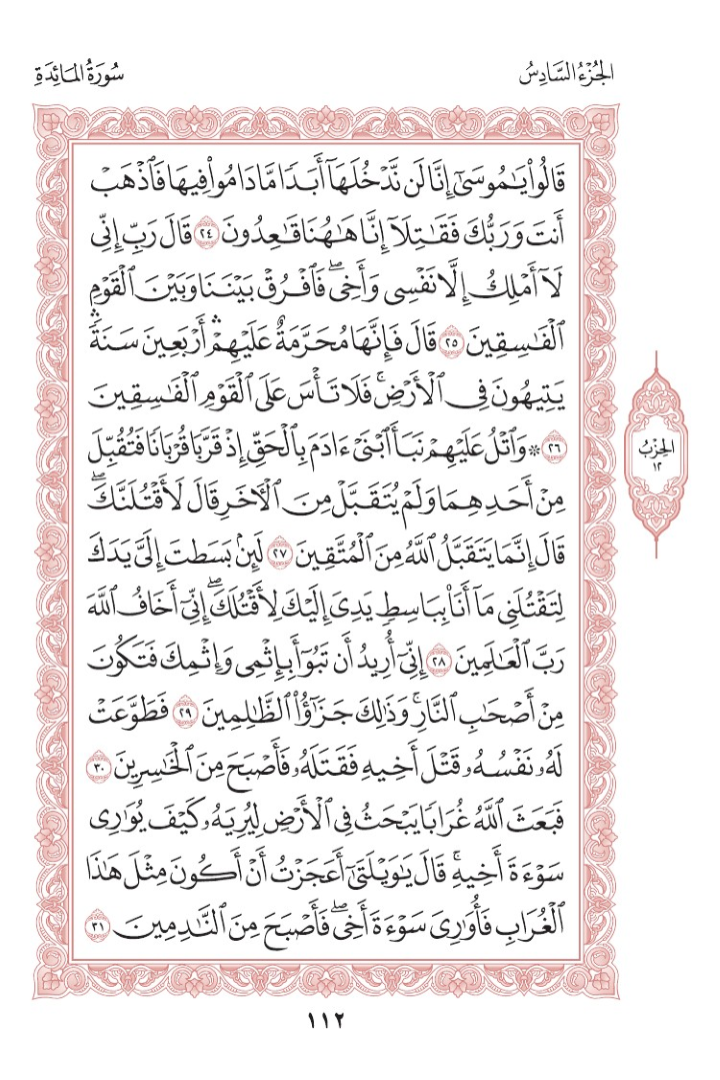 الجُزْءُ السَّادِسُ
سُورَةُ المَائِدَةِ
قَالُواْ يَٰمُوسَىٰٓ إِنَّا لَن نَّدۡخُلَهَآ أَبَدٗا مَّا دَامُواْ فِيهَا فَٱذۡهَبۡ
أَنتَ وَرَبُّكَ فَقَٰتِلَآ إِنَّا هَٰهُنَا قَٰعِدُونَ ٢٤ قَالَ رَبِّ إِنِّي
لَآ أَمۡلِكُ إِلَّا نَفۡسِي وَأَخِيۖ فَٱفۡرُقۡ بَيۡنَنَا وَبَيۡنَ ٱلۡقَوۡمِ
ٱلۡفَٰسِقِينَ ٢٥ قَالَ فَإِنَّهَا مُحَرَّمَةٌ عَلَيۡهِمۡۛ أَرۡبَعِينَ سَنَةٗۛ
يَتِيهُونَ فِي ٱلۡأَرۡضِۚ فَلَا تَأۡسَ عَلَى ٱلۡقَوۡمِ ٱلۡفَٰسِقِينَ
٢٦ ۞ وَٱتۡلُ عَلَيۡهِمۡ نَبَأَ ٱبۡنَيۡ ءَادَمَ بِٱلۡحَقِّ إِذۡ قَرَّبَا قُرۡبَانٗا فَتُقُبِّلَ
مِنۡ أَحَدِهِمَا وَلَمۡ يُتَقَبَّلۡ مِنَ ٱلۡأٓخَرِ قَالَ لَأَقۡتُلَنَّكَۖ
قَالَ إِنَّمَا يَتَقَبَّلُ ٱللَّهُ مِنَ ٱلۡمُتَّقِينَ ٢٧ لَئِنۢ بَسَطتَ إِلَيَّ يَدَكَ
لِتَقۡتُلَنِي مَآ أَنَا۠ بِبَاسِطٖ يَدِيَ إِلَيۡكَ لِأَقۡتُلَكَۖ إِنِّيٓ أَخَافُ ٱللَّهَ
رَبَّ ٱلۡعَٰلَمِينَ ٢٨ إِنِّيٓ أُرِيدُ أَن تَبُوٓأَ بِإِثۡمِي وَإِثۡمِكَ فَتَكُونَ
مِنۡ أَصۡحَٰبِ ٱلنَّارِۚ وَذَٰلِكَ جَزَٰٓؤُاْ ٱلظَّٰلِمِينَ ٢٩ فَطَوَّعَتۡ
لَهُۥ نَفۡسُهُۥ قَتۡلَ أَخِيهِ فَقَتَلَهُۥ فَأَصۡبَحَ مِنَ ٱلۡخَٰسِرِينَ ٣٠
فَبَعَثَ ٱللَّهُ غُرَابٗا يَبۡحَثُ فِي ٱلۡأَرۡضِ لِيُرِيَهُۥ كَيۡفَ يُوَٰرِي
سَوۡءَةَ أَخِيهِۚ قَالَ يَٰوَيۡلَتَىٰٓ أَعَجَزۡتُ أَنۡ أَكُونَ مِثۡلَ هَٰذَا
ٱلۡغُرَابِ فَأُوَٰرِيَ سَوۡءَةَ أَخِيۖ فَأَصۡبَحَ مِنَ ٱلنَّٰدِمِينَ ٣١
الحِزْبُ
١٢
١١٢